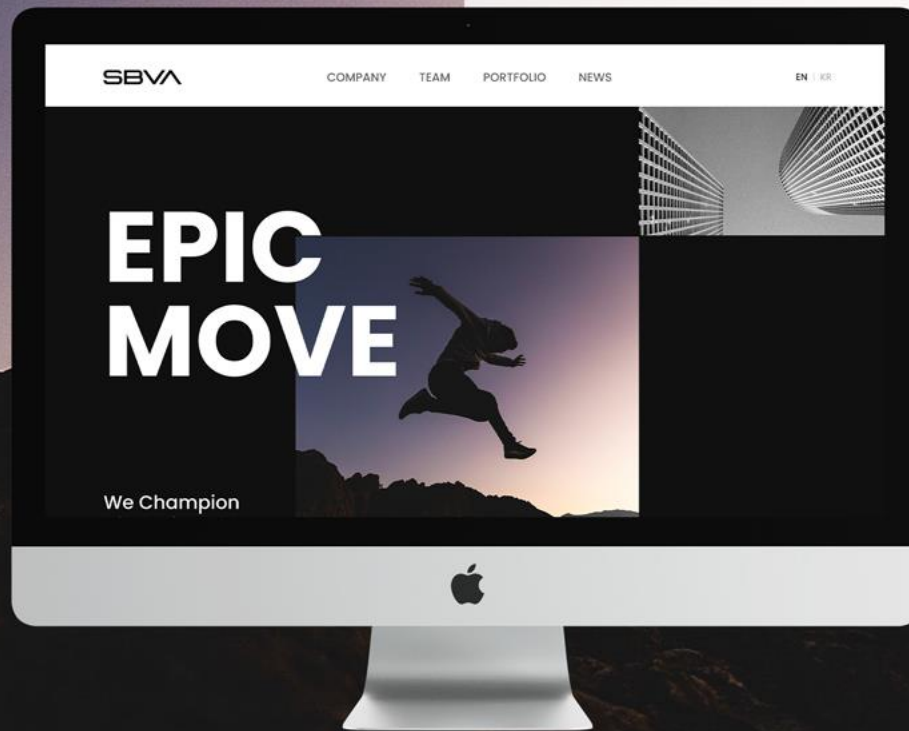 SBVA
COMPANY TEAM PORTFOLIO NEWS
EN | KR
EPIC
MOVE
We Champion